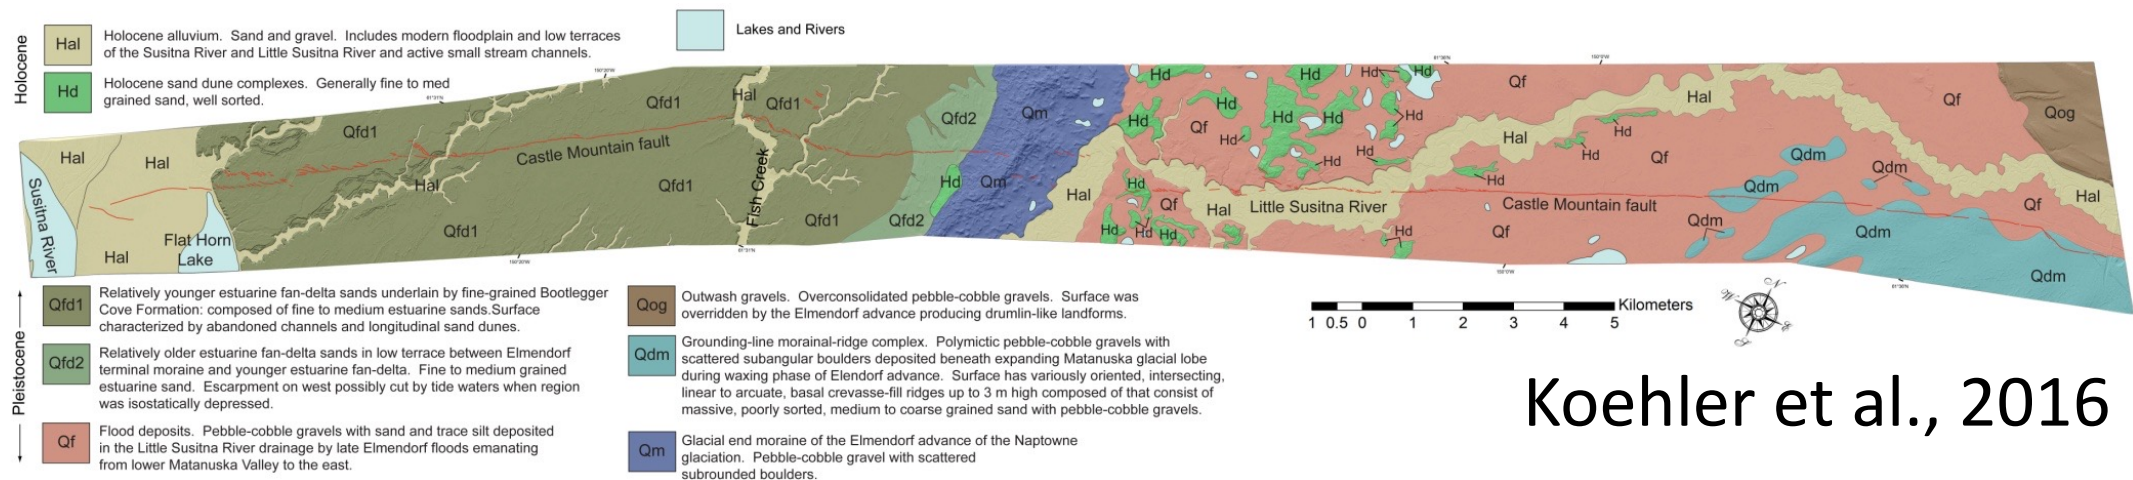 Holocene
Hal
Holocene alluvium. Sand and gravel. Includes modern floodplain and low terraces
of the Susitna River and Little Susitna River and active small stream channels.
Hd
Holocene sand dune complexes. Generally fine to med
grained sand, well sorted.
Lakes and Rivers
Hal
Hal
Hal
Susitna River
Flat Horn
Lake
Qfd1
Qfd1
Hal
Qfd1
Castle Mountain fault
Qfd1
Hal
Qfd1
Fish Creek
Qfd1
Qfd2
Qfd2
Hd
Qm
Qm
Hal
Hd
Hd
Hd
Hd
Hd
Qf
Hd
Hd
Hd
Hd
Hd
Hd
Hd
Hd
Qf
Hd
Hd
Hd
Hal
Little Susitna River
Hd
Qf
Hal
Hal
Hd
Hd
Hd
Qf
Castle Mountain fault
Qf
Qdm
Qdm
Qdm
Qdm
Qdm
Qdm
Qf
Qf
Hal
Qog
Pleistocene
Qfd1
Relatively younger estuarine fan-delta sands underlain by fine-grained Bootlegger
Cove Formation: composed of fine to medium estuarine sands.Surface
characterized by abandoned channels and longitudinal sand dunes.
Qfd2
Relatively older estuarine fan-delta sands in low terrace between Elmendorf
terminal moraine and younger estuarine fan-delta. Fine to medium grained
estuarine sand. Escarpment on west possibly cut by tide waters when region
was isostatically depressed.
Qf
Flood deposits. Pebble-cobble gravels with sand and trace silt deposited
in the Little Susitna River drainage by late Elmendorf floods emanating
from lower Matanuska Valley to the east.
Qog
Outwash gravels. Overconsolidated pebble-cobble gravels. Surface was
overridden by the Elmendorf advance producing drumlin-like landforms.
Qdm
Grounding-line morainal-ridge complex. Polymictic pebble-cobble gravels with
scattered subangular boulders deposited beneath expanding Matanuska glacial lobe
during waxing phase of Elendorf advance. Surface has variously oriented, intersecting,
linear to arcuate, basal crevasse-fill ridges up to 3 m high composed of that consist of
massive, poorly sorted, medium to coarse grained sand with pebble-cobble gravels.
Qm
Glacial end moraine of the Elmendorf advance of the Naptowne
glaciation. Pebble-cobble gravel with scattered
subrounded boulders.
Kilometers
1 0.5 0 1 2 3 4 5
N
E
S
W
Koehler et al., 2016